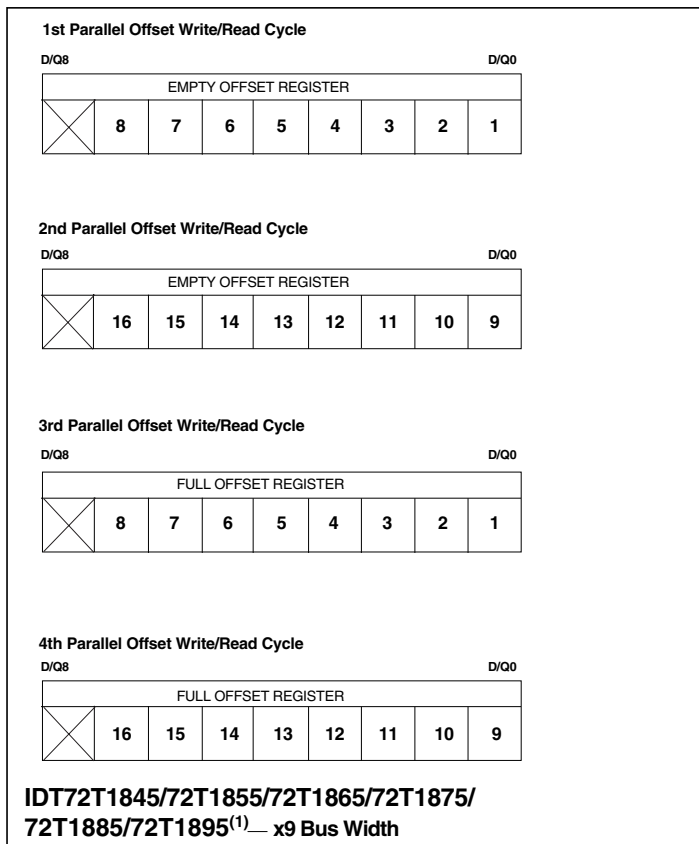 1st Parallel Offset Write/Read Cycle
D/Q8 D/Q0
EMPTY OFFSET REGISTER
8 7 6 5 4 3 2 1
2nd Parallel Offset Write/Read Cycle
D/Q8 D/Q0
EMPTY OFFSET REGISTER
16 15 14 13 12 11 10 9
3rd Parallel Offset Write/Read Cycle
D/Q8 D/Q0
FULL OFFSET REGISTER
8 7 6 5 4 3 2 1
4th Parallel Offset Write/Read Cycle
D/Q8 D/Q0
FULL OFFSET REGISTER
16 15 14 13 12 11 10 9
IDT72T1845/72T1855/72T1865/72T1875/
72T1885/72T1895(1)— x9 Bus Width